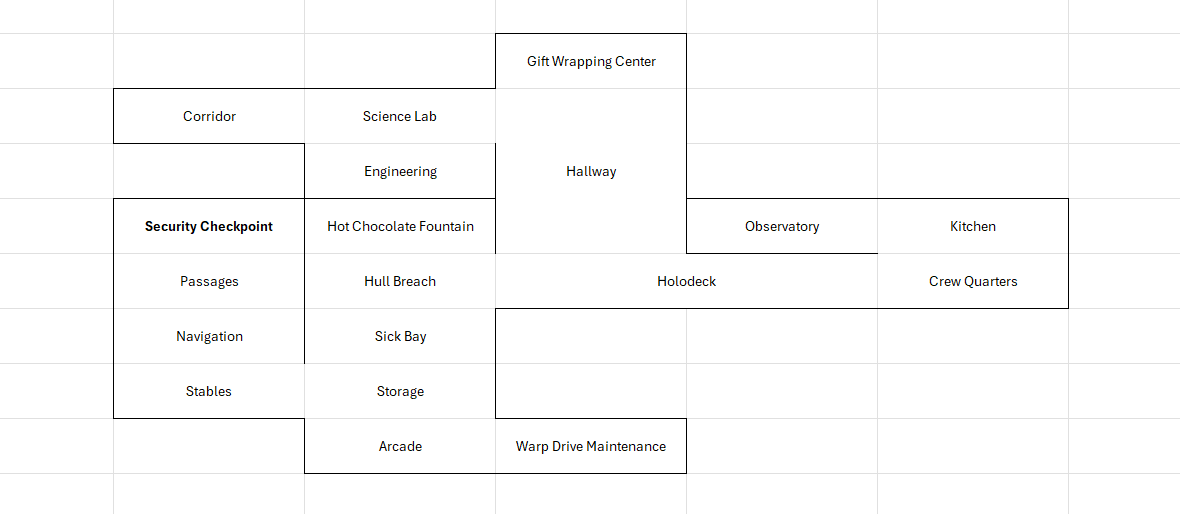 Gift Wrapping Center
Corridor
Science Lab
Engineering
Hallway
Security Checkpoint
Hot Chocolate Fountain
Observatory
Kitchen
Passages
Hull Breach
Holodeck
Crew Quarters
Navigation
Sick Bay
Stables
Storage
Arcade
Warp Drive Maintenance